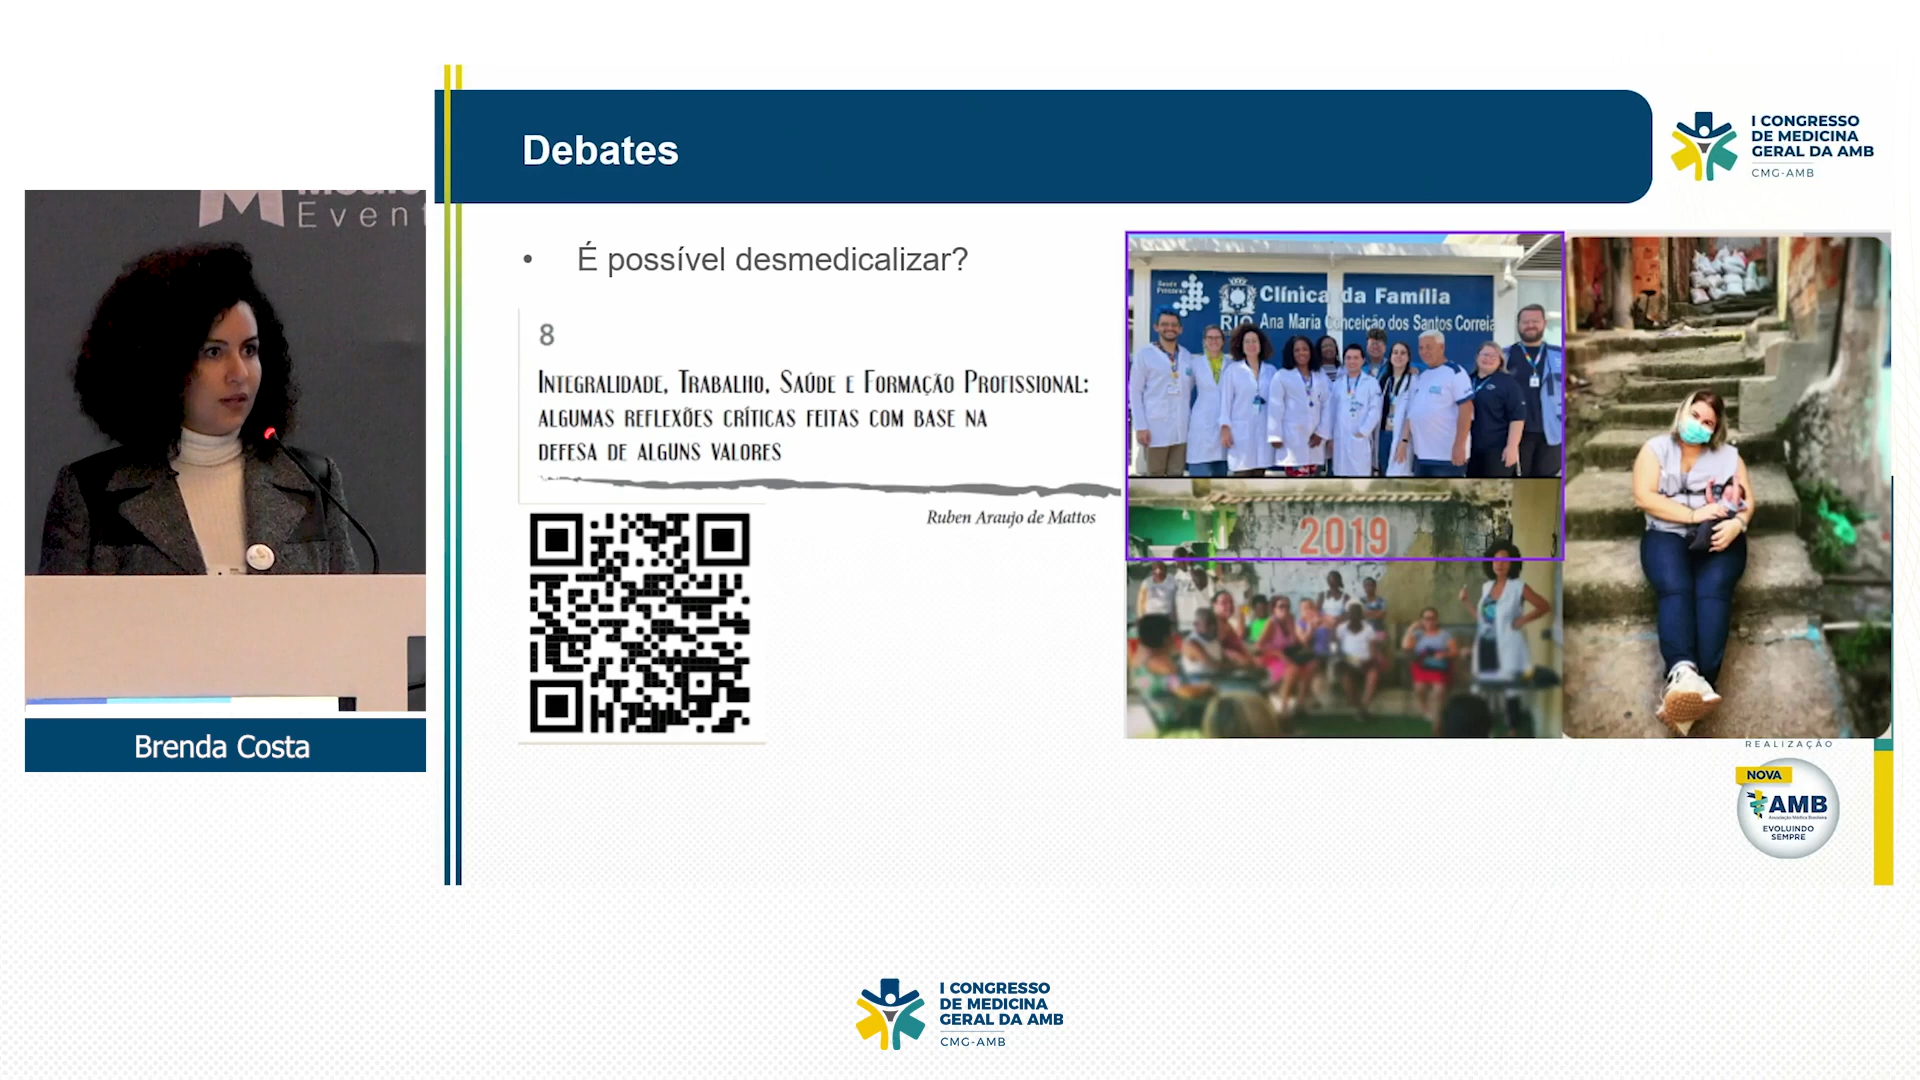 Debates
I CONGRESSO
DE MEDICINA
GERAL DA AMB
CMG-AMB
Event
Brenda Costa
• É possível desmedicalizar?
8
Integralidade, Trabalho, Saúde e Formação Profissional:
algumas reflexões críticas feitas com base na
defesa de alguns valores
Ruben Araujo de Mattos
Clínica da Família
RIO Ana Maria Conceição dos Santos Correia
2019
REALIZAÇÃO
NOVA
AMB
Associação Médica Brasileira
EVOLUINDO
SEMPRE
I CONGRESSO
DE MEDICINA
GERAL DA AMB
CMG-AMB